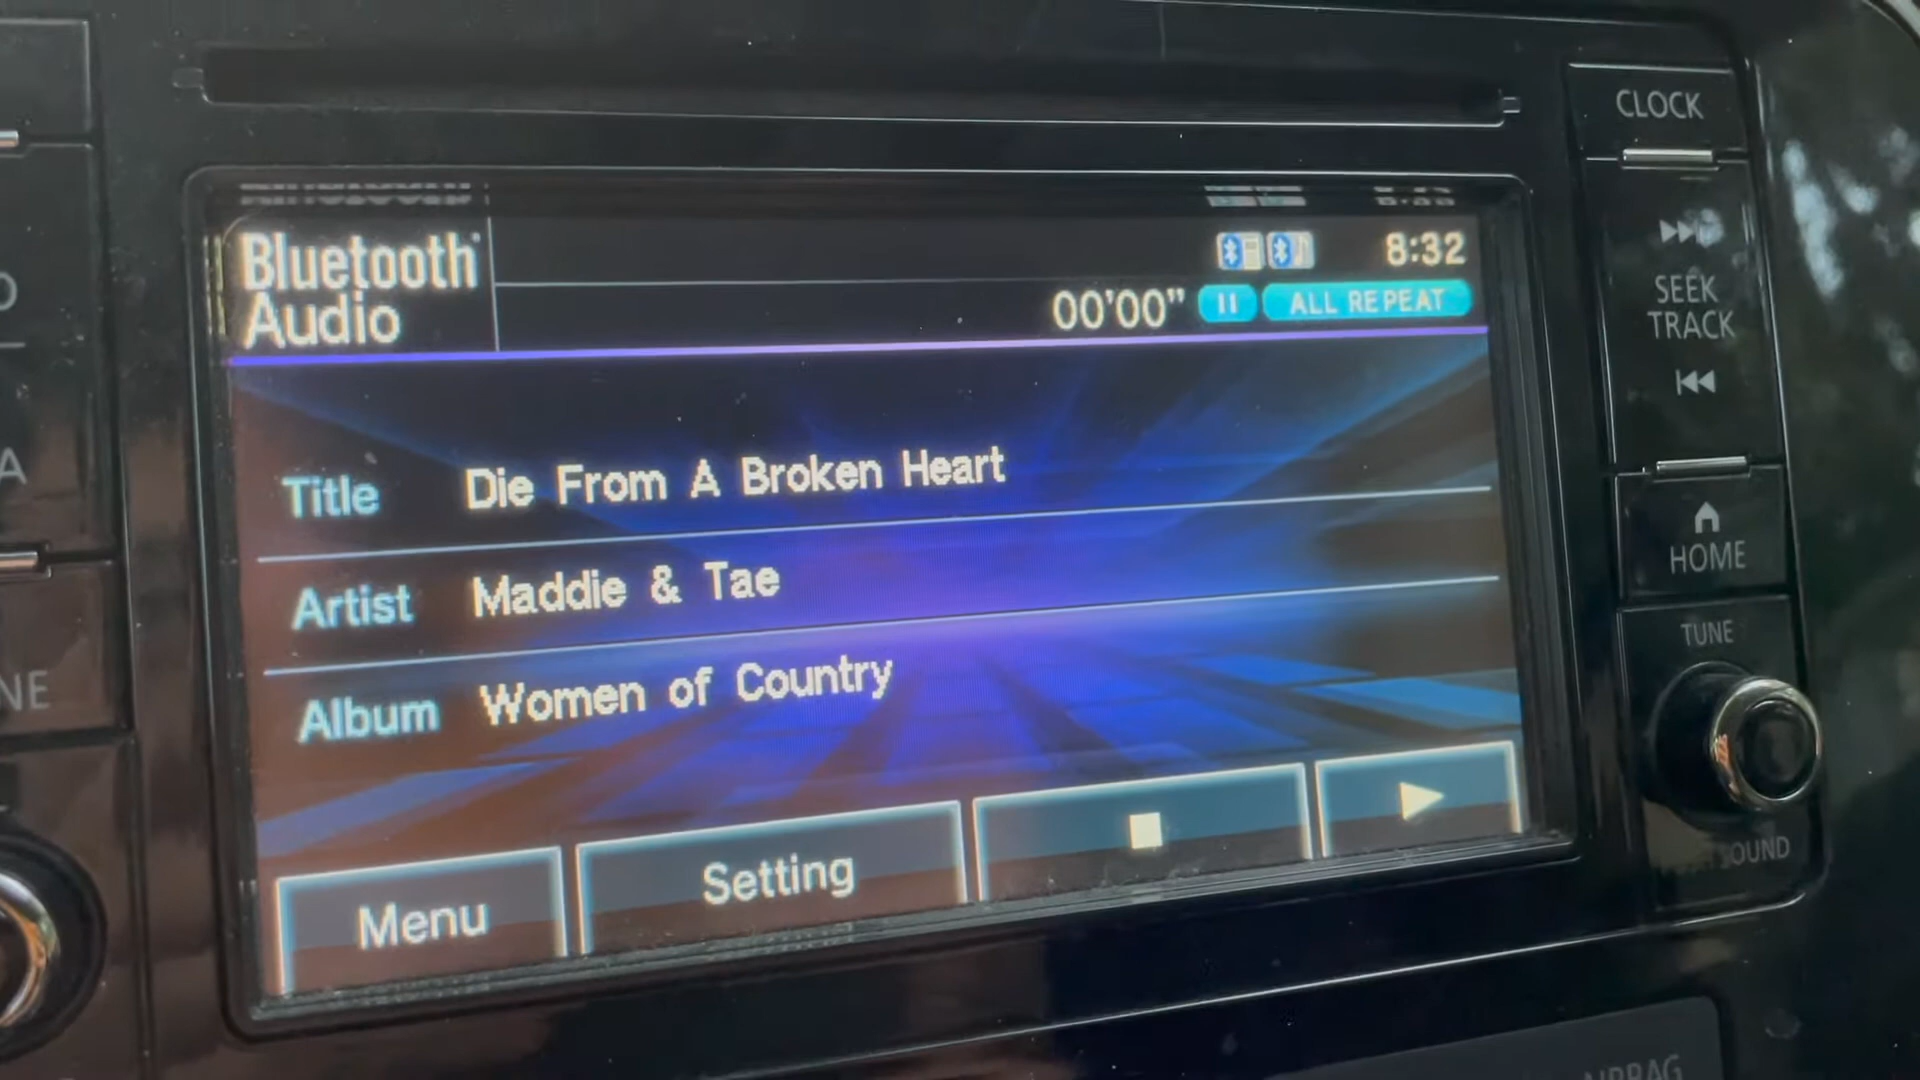 CLOCK
Bluetooth
Audio
8:32
00'00"
ALL REPEAT
SEEK
TRACK
Title Die From A Broken Heart
Artist Maddie & Tae
Album Women of Country
HOME
TUNE
Menu
Setting